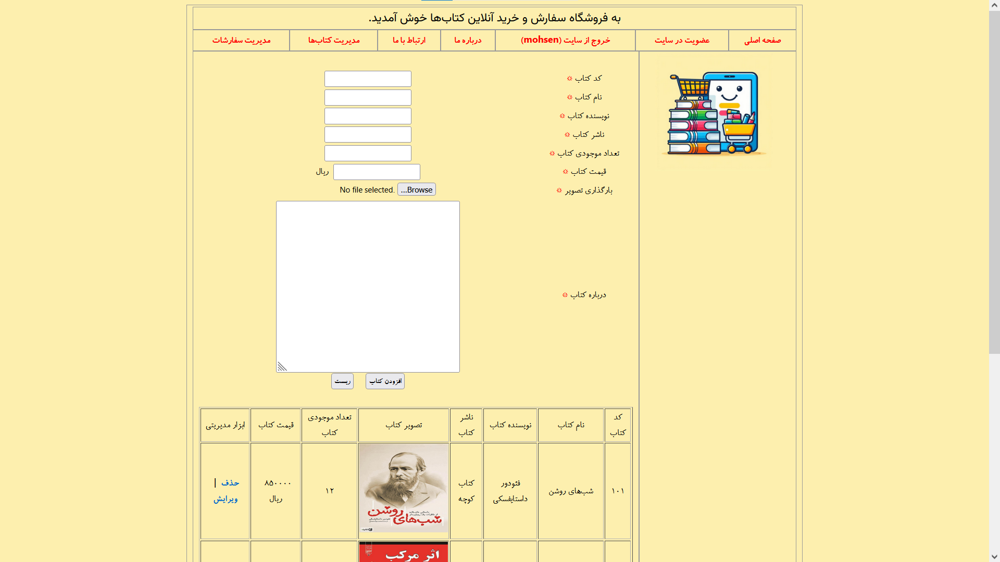 به فروشگاه سفارش و خرید آنلاین کتاب‌ها خوش آمدید.
صفحه اصلی
عضویت در سایت
خروج از سایت (mohsen)
درباره ما
ارتباط با ما
مدیریت کتاب‌ها
مدیریت سفارشات
کد کتاب
نام کتاب
نویسنده کتاب
ناشر کتاب
تعداد موجودی کتاب
قیمت کتاب
ریال
بارگذاری تصویر
Browse...
No file selected.
درباره کتاب
افزودن کتاب
ریست
کد
کتاب
نام کتاب
نویسنده کتاب
ناشر
کتاب
تصویر کتاب
تعداد موجودی
کتاب
قیمت کتاب
ابزار مدیریتی
۱۰۱
شب‌های روشن
فئودور
داستایفسکی
کتاب
کوچه
شب‌های روشن
۱۲
۸۵۰۰۰۰
ریال
حذف |
ویرایش
اثر مرکب